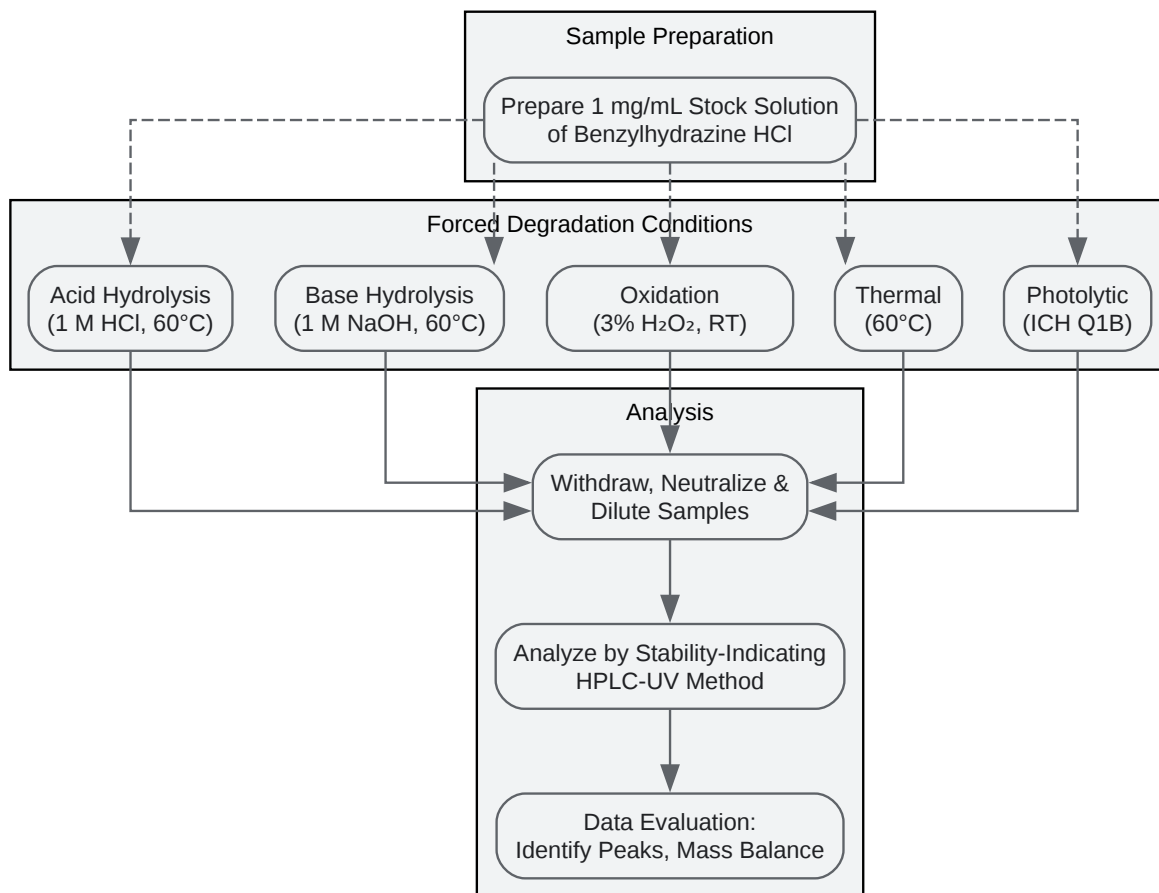 Sample Preparation
Prepare 1 mg/mL Stock Solution
of Benzylhydrazine HCl
Forced Degradation Conditions
Acid Hydrolysis
(1 M HCl, 60°C)
Base Hydrolysis
(1 M NaOH, 60°C)
Oxidation
(3% H₂O₂, RT)
Thermal
(60°C)
Photolytic
(ICH Q1B)
Analysis
Withdraw, Neutralize &
Dilute Samples
Analyze by Stability-Indicating
HPLC-UV Method
Data Evaluation:
Identify Peaks, Mass Balance